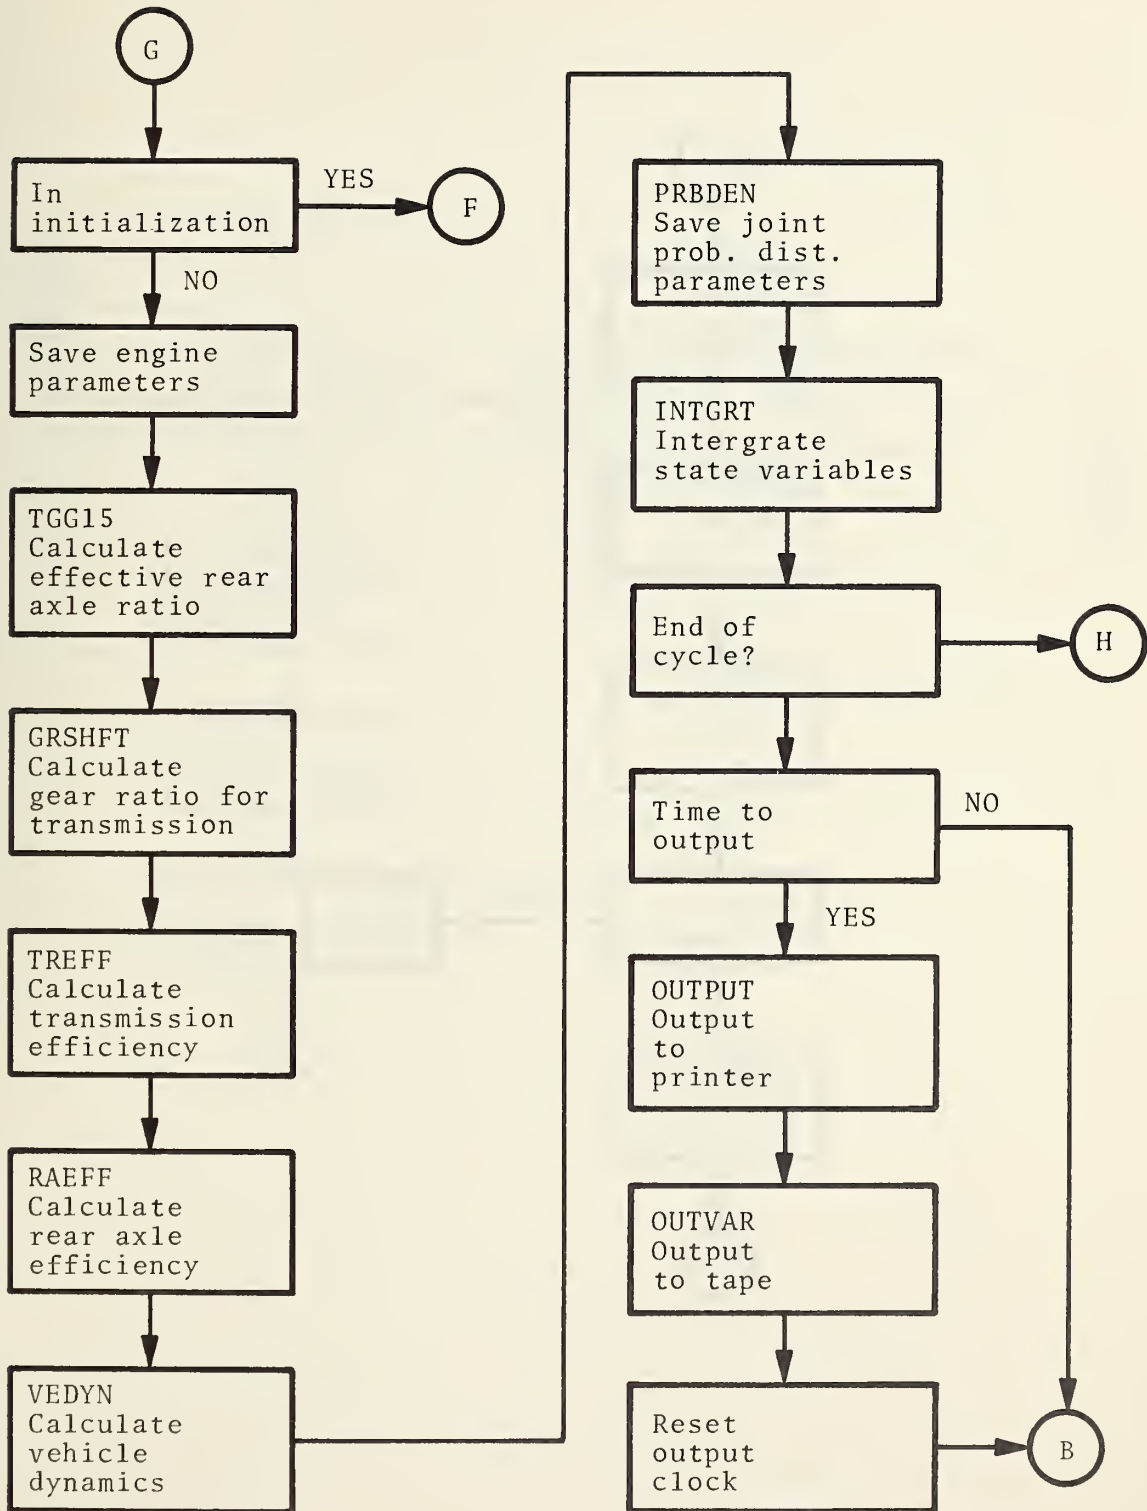 G
In
initialization
YES
F
NO
Save engine
parameters
TGG15
Calculate
effective rear
axle ratio
GRSHFT
Calculate
gear ratio for
transmission
TREFF
Calculate
transmission
efficiency
RAEFF
Calculate
rear axle
efficiency
VEDYN
Calculate
vehicle
dynamics
PRBDEN
Save joint
prob. dist.
parameters
INTGRT
Intergrate
state variables
End of
cycle?
H
Time to
output
NO
YES
OUTPUT
Output
to
printer
OUTVAR
Output
to tape
Reset
output
clock
B